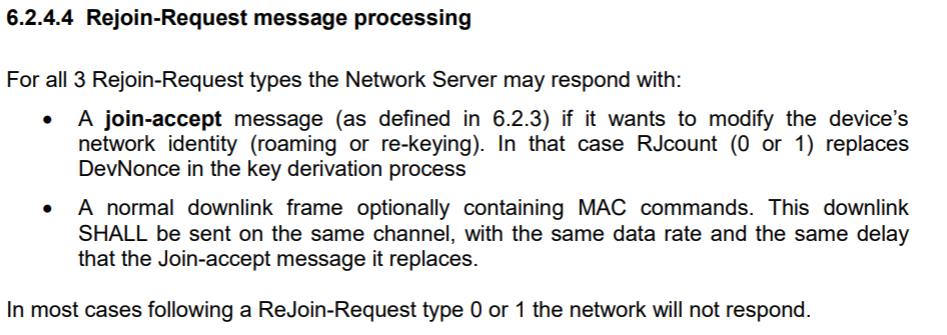 6.2.4.4 Rejoin-Request message processing
For all 3 Rejoin-Request types the Network Server may respond with:
• A join-accept message (as defined in 6.2.3) if it wants to modify the device's
network identity (roaming or re-keying). In that case RJcount (0 or 1) replaces
DevNonce in the key derivation process
• A normal downlink frame optionally containing MAC commands. This downlink
SHALL be sent on the same channel, with the same data rate and the same delay
that the Join-accept message it replaces.
In most cases following a ReJoin-Request type 0 or 1 the network will not respond.